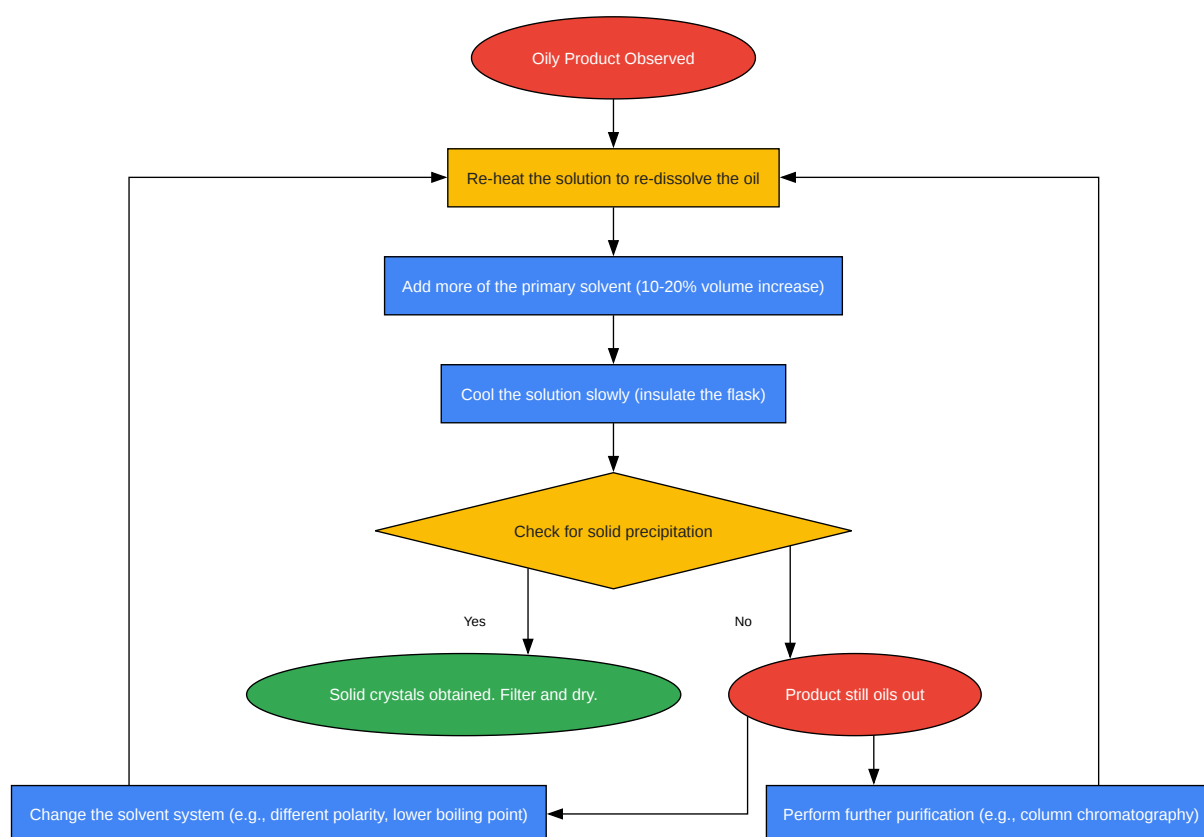 Oily Product Observed
Re-heat the solution to re-dissolve the oil
Add more of the primary solvent (10-20% volume increase)
Cool the solution slowly (insulate the flask)
Check for solid precipitation
Yes
No
Solid crystals obtained. Filter and dry.
Product still oils out
Change the solvent system (e.g., different polarity, lower boiling point)
Perform further purification (e.g., column chromatography)